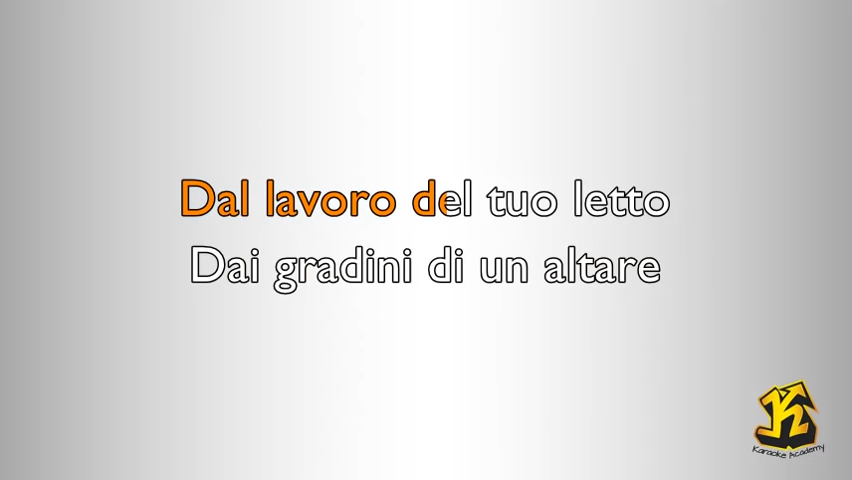 Dal lavoro del tuo letto
Dai gradini di un altare
K
Karaoke Academy